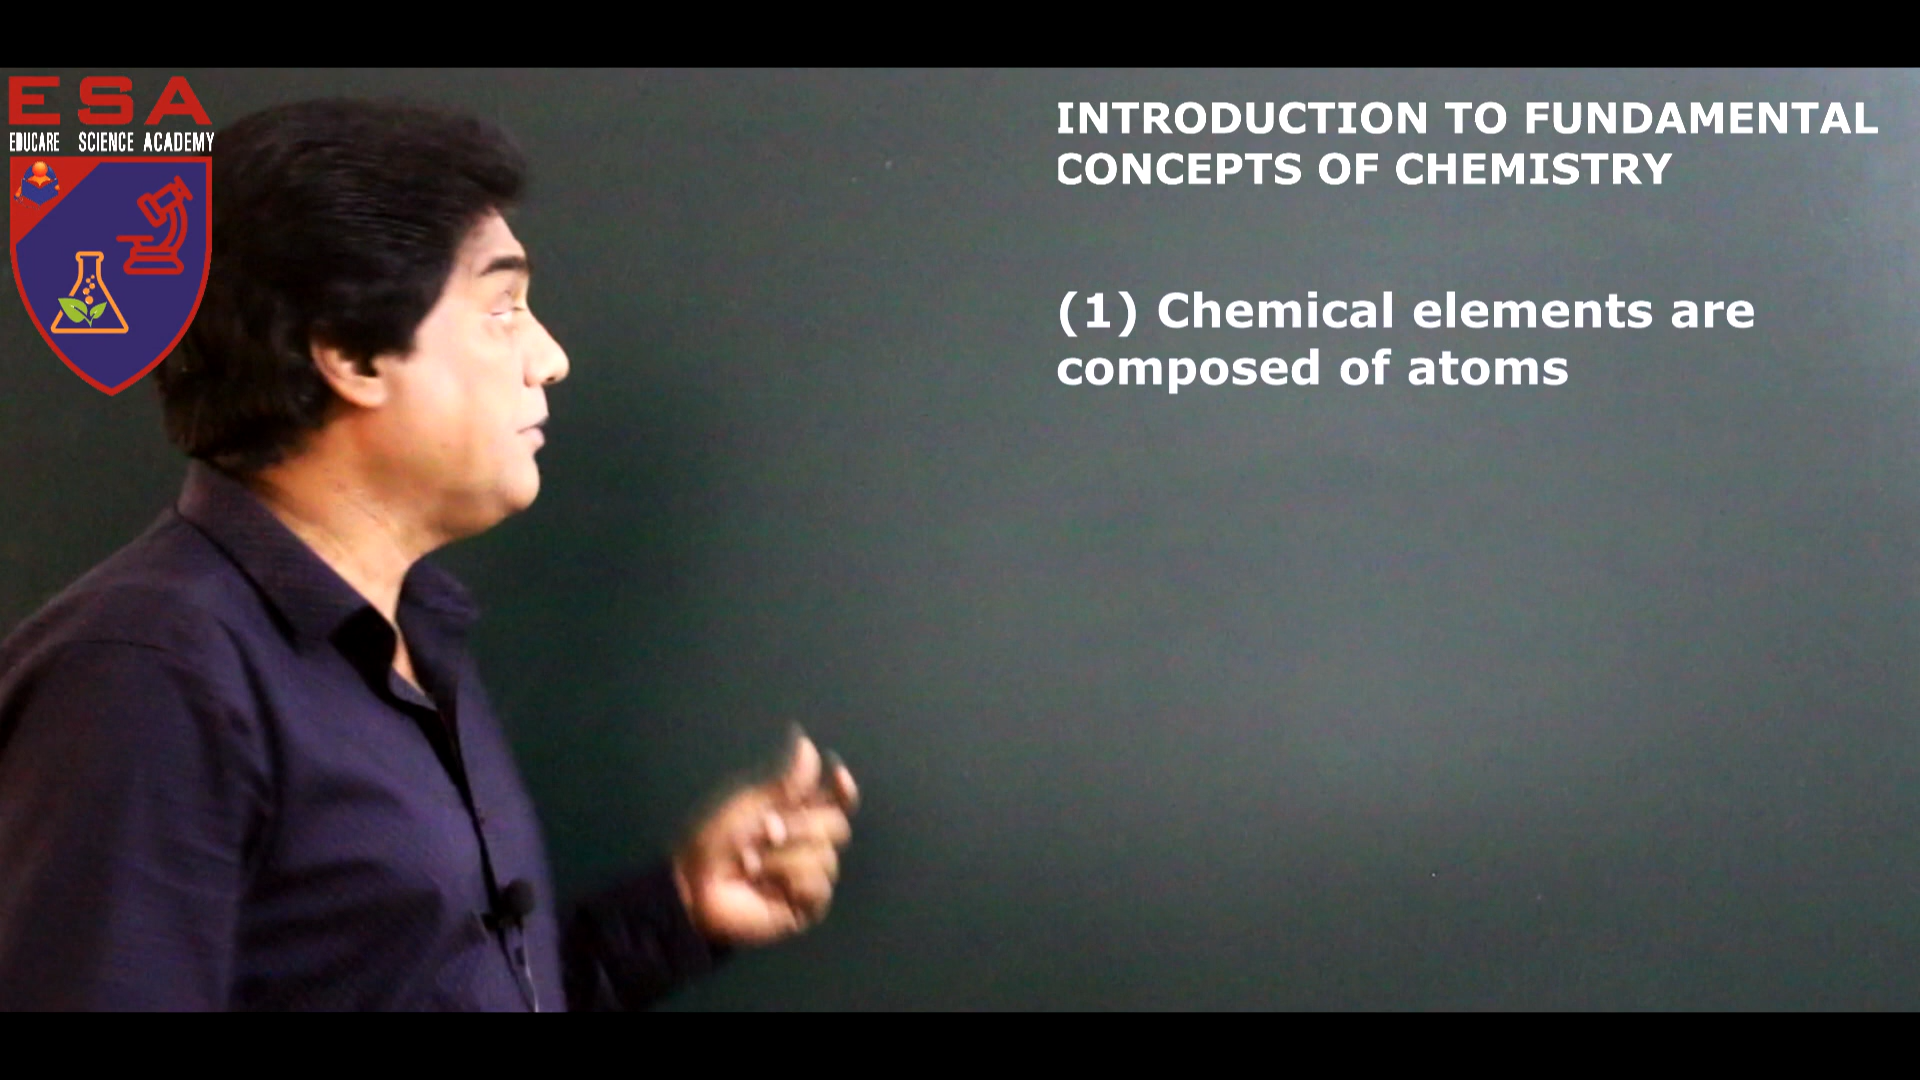 ESA
EDUCARE SCIENCE ACADEMY
INTRODUCTION TO FUNDAMENTAL
CONCEPTS OF CHEMISTRY
(1) Chemical elements are
composed of atoms